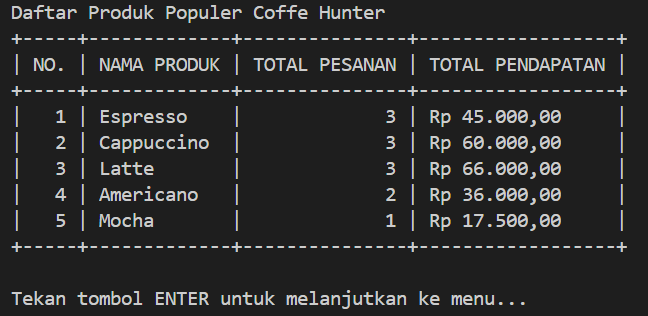 Daftar Produk Populer Coffe Hunter
+-----+-------------+---------------+------------------+
| NO. | NAMA PRODUK | TOTAL PESANAN | TOTAL PENDAPATAN |
+-----+-------------+---------------+------------------+
|   1 | Espresso    |             3 | Rp 45.000,00     |
|   2 | Cappuccino  |             3 | Rp 60.000,00     |
|   3 | Latte       |             3 | Rp 66.000,00     |
|   4 | Americano   |             2 | Rp 36.000,00     |
|   5 | Mocha       |             1 | Rp 17.500,00     |
+-----+-------------+---------------+------------------+
Tekan tombol ENTER untuk melanjutkan ke menu...